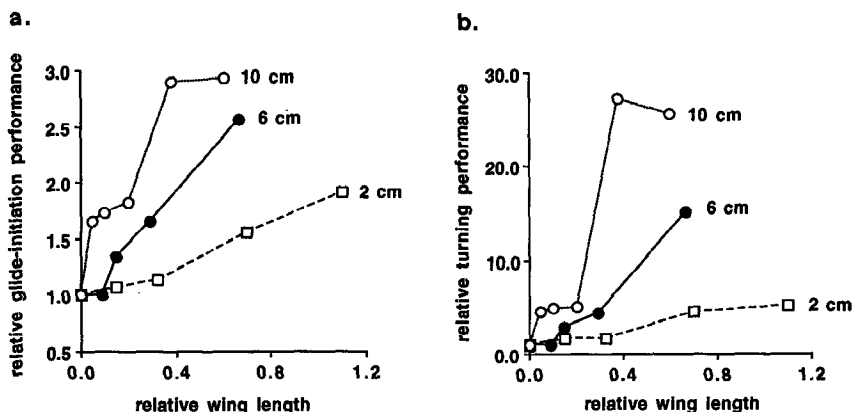 a.
relative glide-initiation performance
3.0
2.5
2.0
1.5
1.0
0.5
10 cm
6 cm
2 cm
0.0 0.4 0.8 1.2
relative wing length
b.
relative turning performance
30.0
20.0
10.0
0.0
10 cm
6 cm
2 cm
0.0 0.4 0.8 1.2
relative wing length